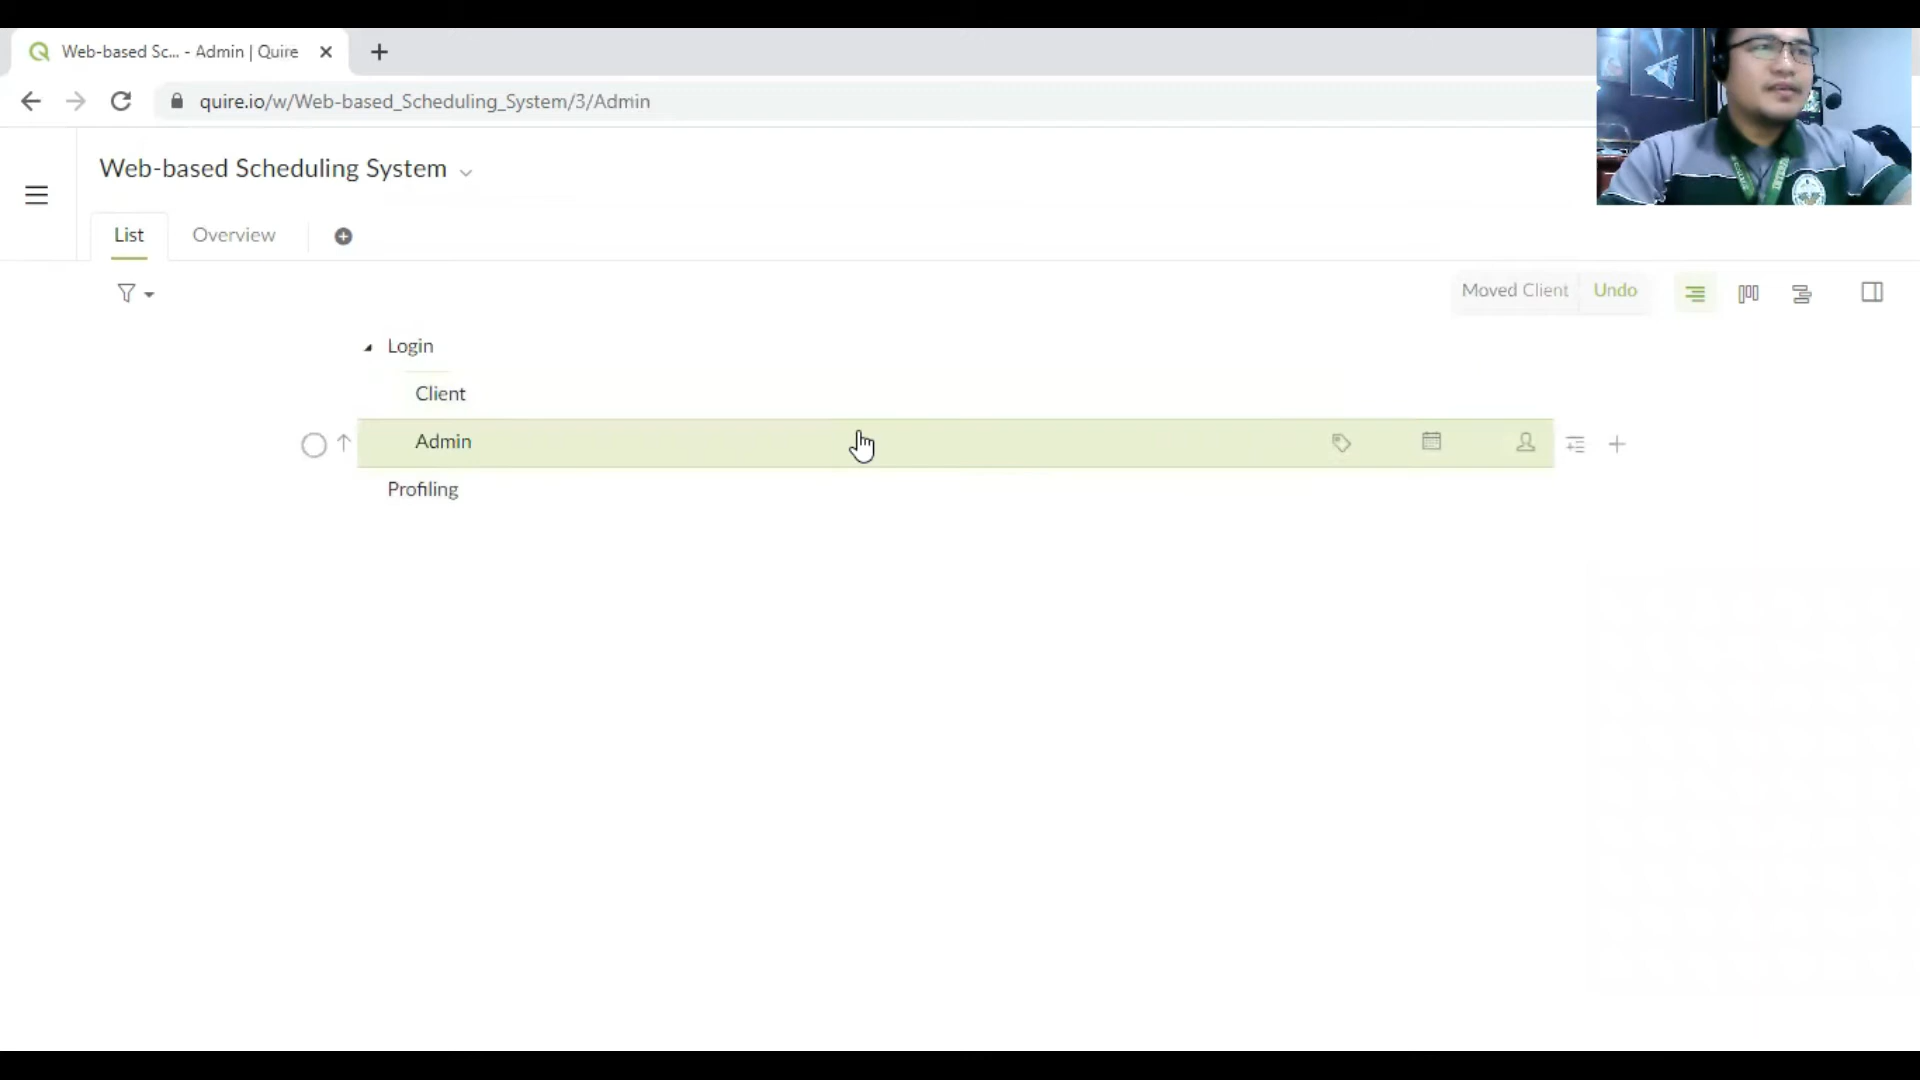 Web-based Sc... - Admin | Quire
quire.io/w/Web-based_Scheduling_System/3/Admin
Web-based Scheduling System
List Overview
Moved Client Undo
Login
Client
Admin
Profiling